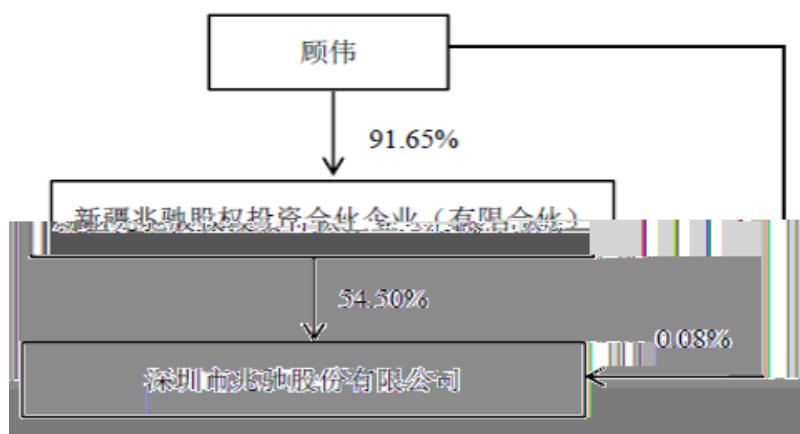 顾伟
91.65%
新疆兆驰股权投资合伙企业（有限合伙）
54.50%
0.08%
深圳市兆驰股份有限公司